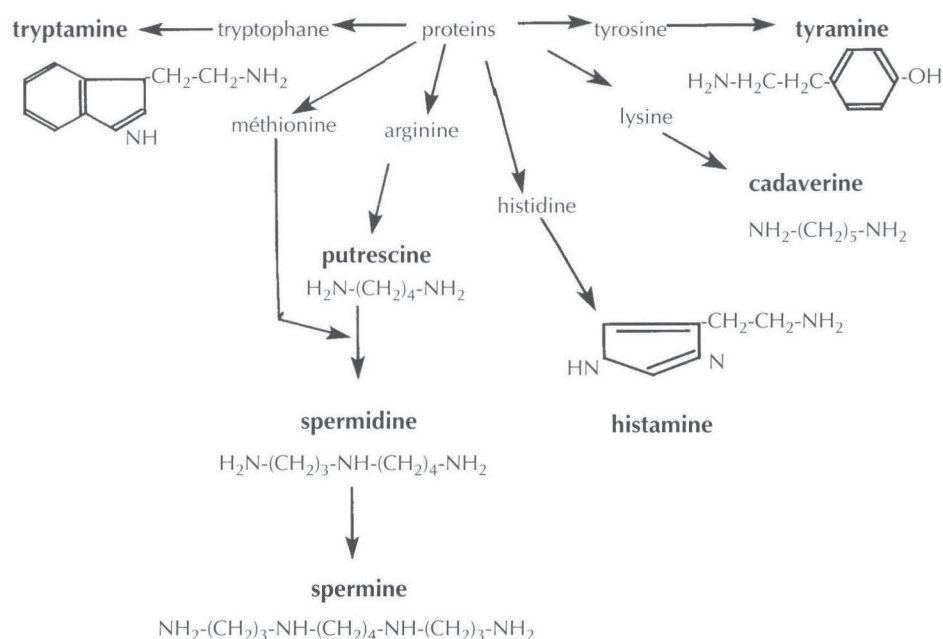 tryptamine tryptophane proteins tyrosine tyramine
CH₂-CH₂-NH₂
NH
H₂N-H₂C-H₂C- -OH
méthionine arginine lysine
histidine
cadaverine
NH₂-(CH₂)₅-NH₂
putrescine
H₂N-(CH₂)₄-NH₂
-CH₂-CH₂-NH₂
HN N
spermidine histamine
H₂N-(CH₂)₃-NH-(CH₂)₄-NH₂
spermine
NH₂-(CH₂)₃-NH-(CH₂)₄-NH-(CH₂)₃-NH₂